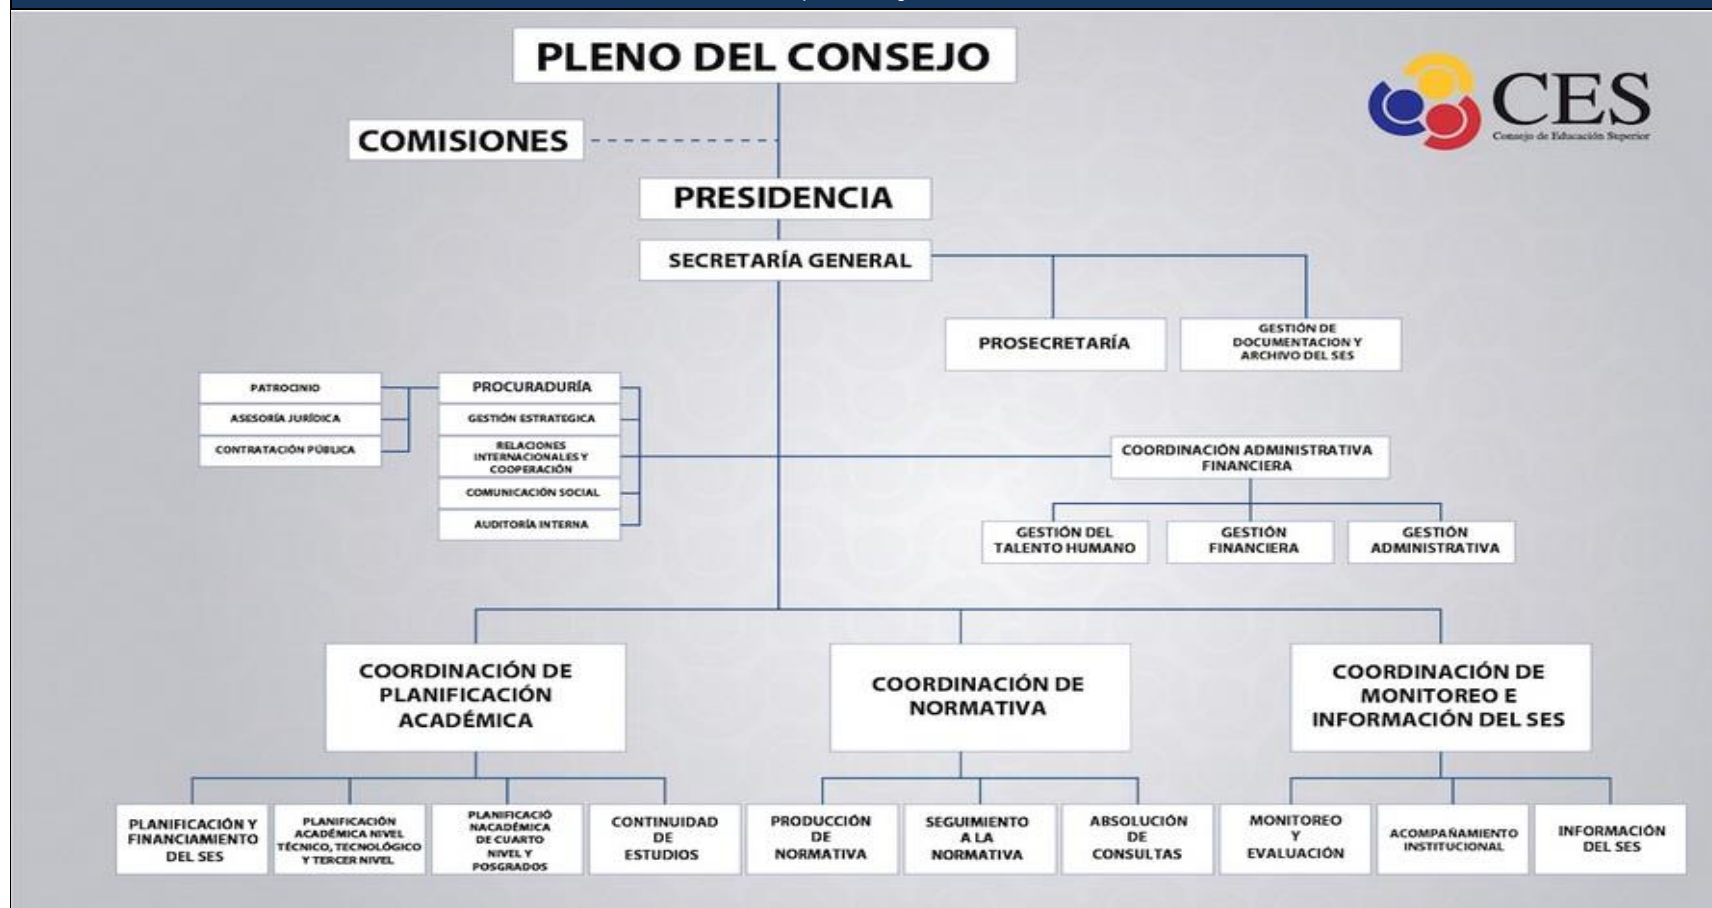 PLENO DEL CONSEJO
CES
Consejo de Educación Superior
COMISIONES
PRESIDENCIA
SECRETARÍA GENERAL
PROSECRETARÍA
GESTIÓN DE
DOCUMENTACION Y
ARCHIVO DEL SES
PATROCINIO
ASESORÍA JURÍDICA
CONTRATACIÓN PÚBLICA
PROCURADURÍA
GESTIÓN ESTRATEGICA
RELACIONES
INTERNACIONALES Y
COOPERACIÓN
COMUNICACIÓN SOCIAL
AUDITORÍA INTERNA
COORDINACIÓN ADMINISTRATIVA
FINANCIERA
GESTIÓN DEL
TALENTO HUMANO
GESTIÓN
FINANCIERA
GESTIÓN
ADMINISTRATIVA
COORDINACIÓN DE
PLANIFICACIÓN
ACADÉMICA
COORDINACIÓN DE
NORMATIVA
COORDINACIÓN DE
MONITOREO E
INFORMACIÓN DEL SES
PLANIFICACIÓN Y
FINANCIAMIENTO
DEL SES
PLANIFICACIÓN
ACADÉMICA NIVEL
TÉCNICO, TECNOLÓGICO
Y TERCER NIVEL
PLANIFICACIÓ
NACADÉMICA
DE CUARTO
NIVEL Y
POSGRADOS
CONTINUIDAD
DE
ESTUDIOS
PRODUCCIÓN
DE
NORMATIVA
SEGUIMIENTO
A LA
NORMATIVA
ABSOLUCIÓN
DE
CONSULTAS
MONITOREO
Y
EVALUACIÓN
ACOMPAÑAMIENTO
INSTITUCIONAL
INFORMACIÓN
DEL SES